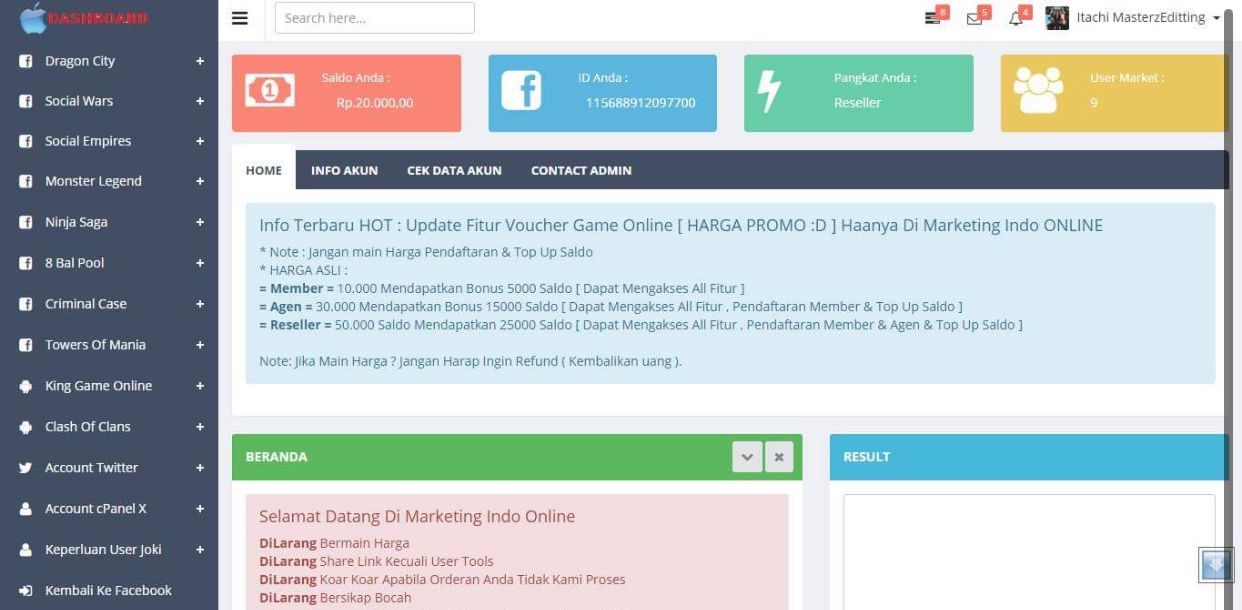 DASHBOARD
Search here...
8
5
4
Itachi MasterzEditting
Dragon City +
Social Wars +
Social Empires +
Monster Legend +
Ninja Saga +
8 Bal Pool +
Criminal Case +
Towers Of Mania +
King Game Online +
Clash Of Clans +
Account Twitter +
Account cPanel X +
Keperluan User Joki +
Kembali Ke Facebook
1
Saldo Anda :
Rp.20.000,00
ID Anda :
115688912097700
Pangkat Anda :
Reseller
User Market :
9
HOME INFO AKUN CEK DATA AKUN CONTACT ADMIN
Info Terbaru HOT : Update Fitur Voucher Game Online [ HARGA PROMO :D ] Haanya Di Marketing Indo ONLINE
* Note : Jangan main Harga Pendaftaran & Top Up Saldo
* HARGA ASLI :
= Member = 10.000 Mendapatkan Bonus 5000 Saldo [ Dapat Mengakses All Fitur ]
= Agen = 30.000 Mendapatkan Bonus 15000 Saldo [ Dapat Mengakses All Fitur , Pendaftaran Member & Top Up Saldo ]
= Reseller = 50.000 Saldo Mendapatkan 25000 Saldo [ Dapat Mengakses All Fitur , Pendaftaran Member & Agen & Top Up Saldo ]
Note: Jika Main Harga ? Jangan Harap Ingin Refund ( Kembalikan uang ).
BERANDA
Selamat Datang Di Marketing Indo Online
DiLarang Bermain Harga
DiLarang Share Link Kecuali User Tools
DiLarang Koar Koar Apabila Orderan Anda Tidak Kami Proses
DiLarang Bersikap Bocah
RESULT